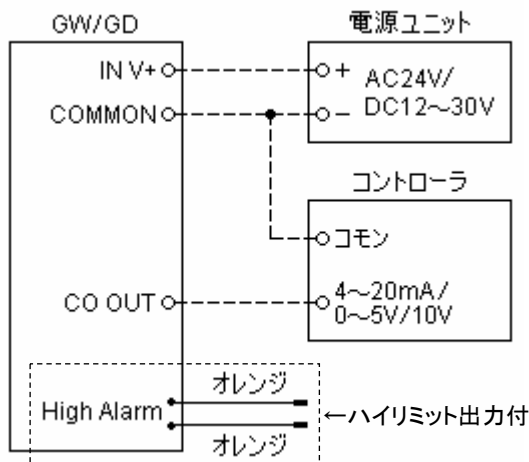 GW/GD
IN V+
COMMON
CO OUT
High Alarm
電源ユニット
+
AC24V/
DC12～30V
−
コントローラ
コモン
4～20mA/
0～5V/10V
オレンジ
オレンジ
←ハイリミット出力付